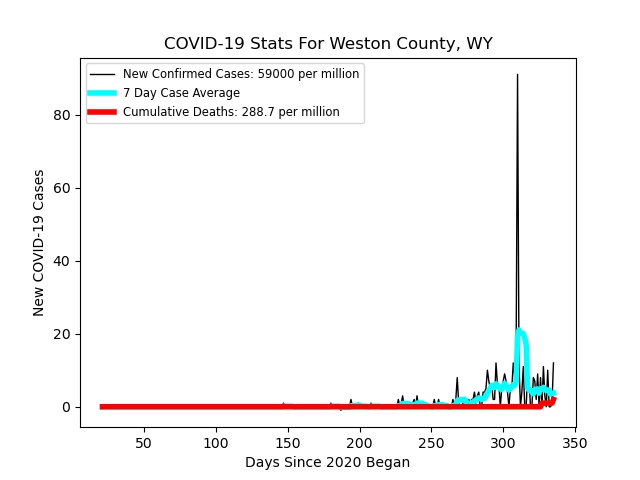 COVID-19 Stats For Weston County, WY
New Confirmed Cases: 59000 per million
7 Day Case Average
Cumulative Deaths: 288.7 per million
New COVID-19 Cases
80
60
40
20
0
50
100
150
200
250
300
350
Days Since 2020 Began